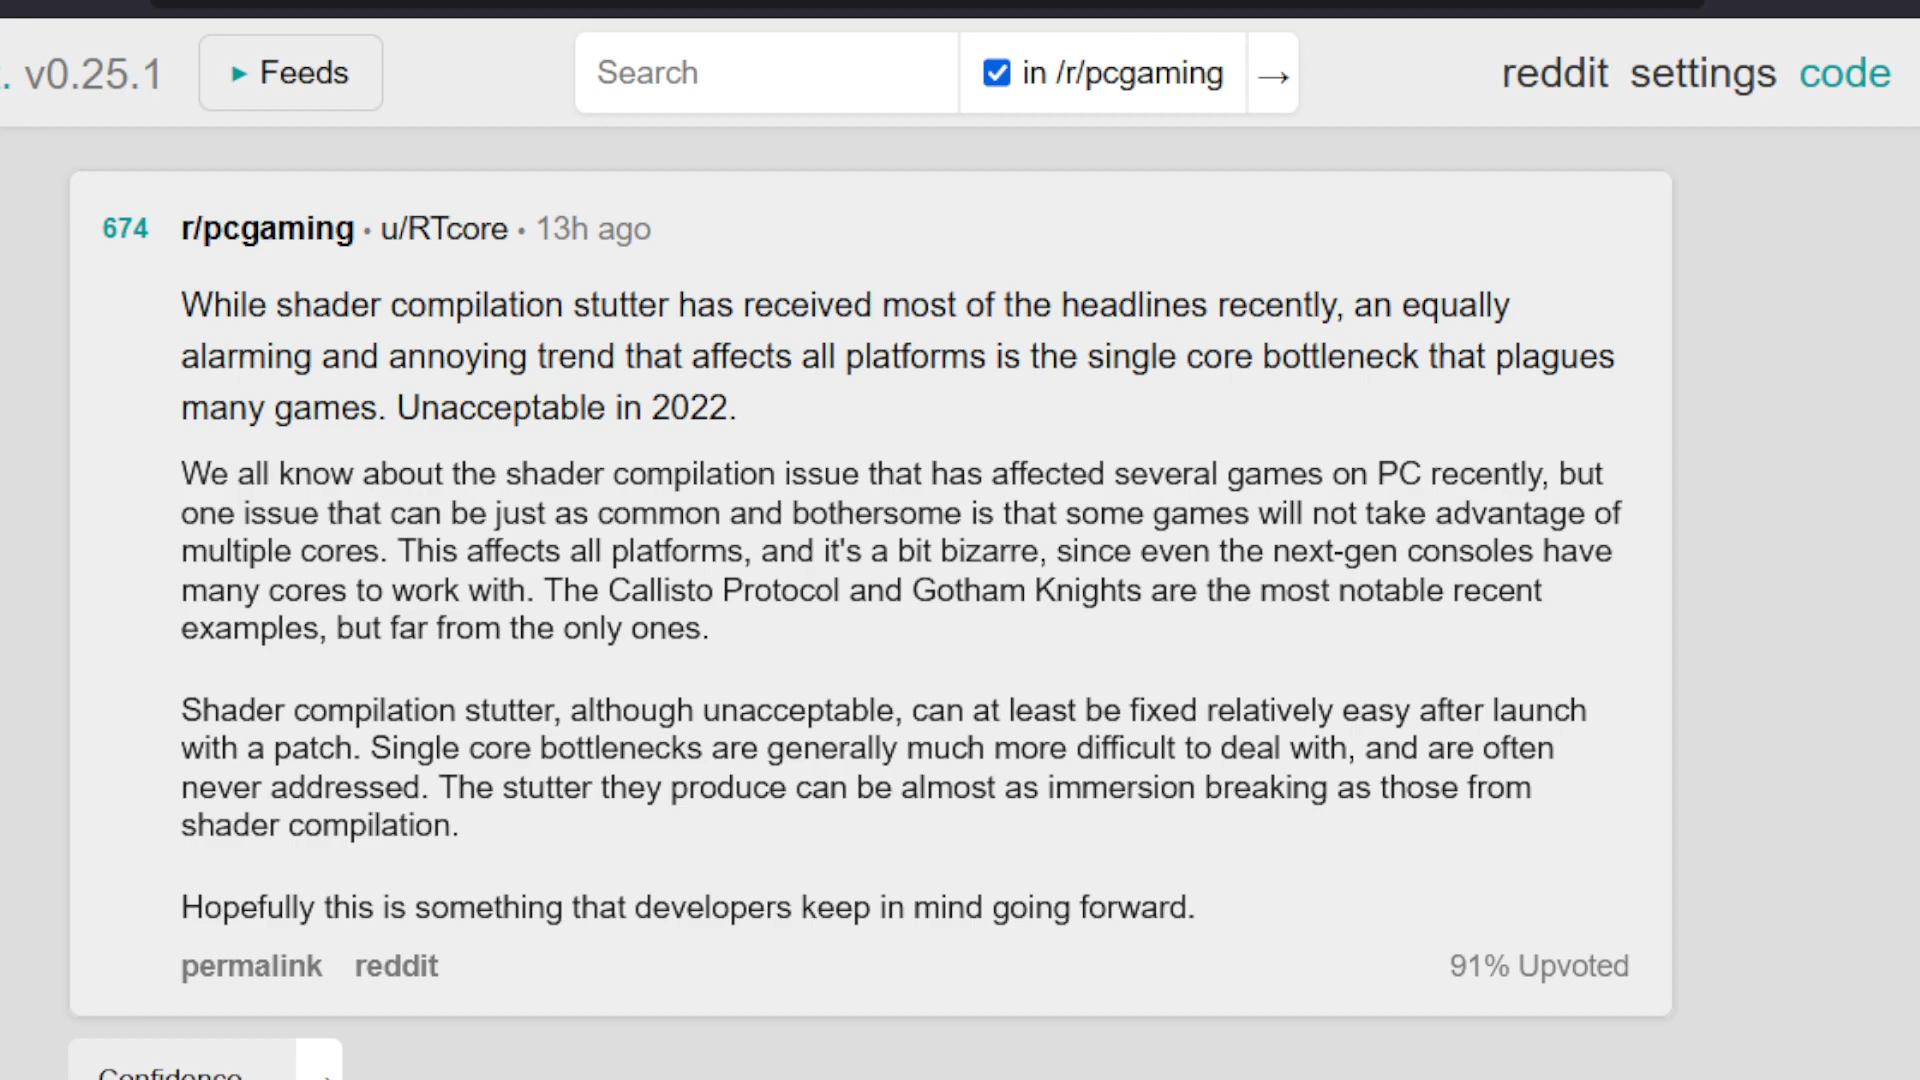 . v0.25.1
Feeds
Search
in /r/pcgaming
→
reddit settings code
674 r/pcgaming • u/RTcore • 13h ago
While shader compilation stutter has received most of the headlines recently, an equally
alarming and annoying trend that affects all platforms is the single core bottleneck that plagues
many games. Unacceptable in 2022.
We all know about the shader compilation issue that has affected several games on PC recently, but
one issue that can be just as common and bothersome is that some games will not take advantage of
multiple cores. This affects all platforms, and it's a bit bizarre, since even the next-gen consoles have
many cores to work with. The Callisto Protocol and Gotham Knights are the most notable recent
examples, but far from the only ones.
Shader compilation stutter, although unacceptable, can at least be fixed relatively easy after launch
with a patch. Single core bottlenecks are generally much more difficult to deal with, and are often
never addressed. The stutter they produce can be almost as immersion breaking as those from
shader compilation.
Hopefully this is something that developers keep in mind going forward.
permalink reddit
91% Upvoted
Confidence